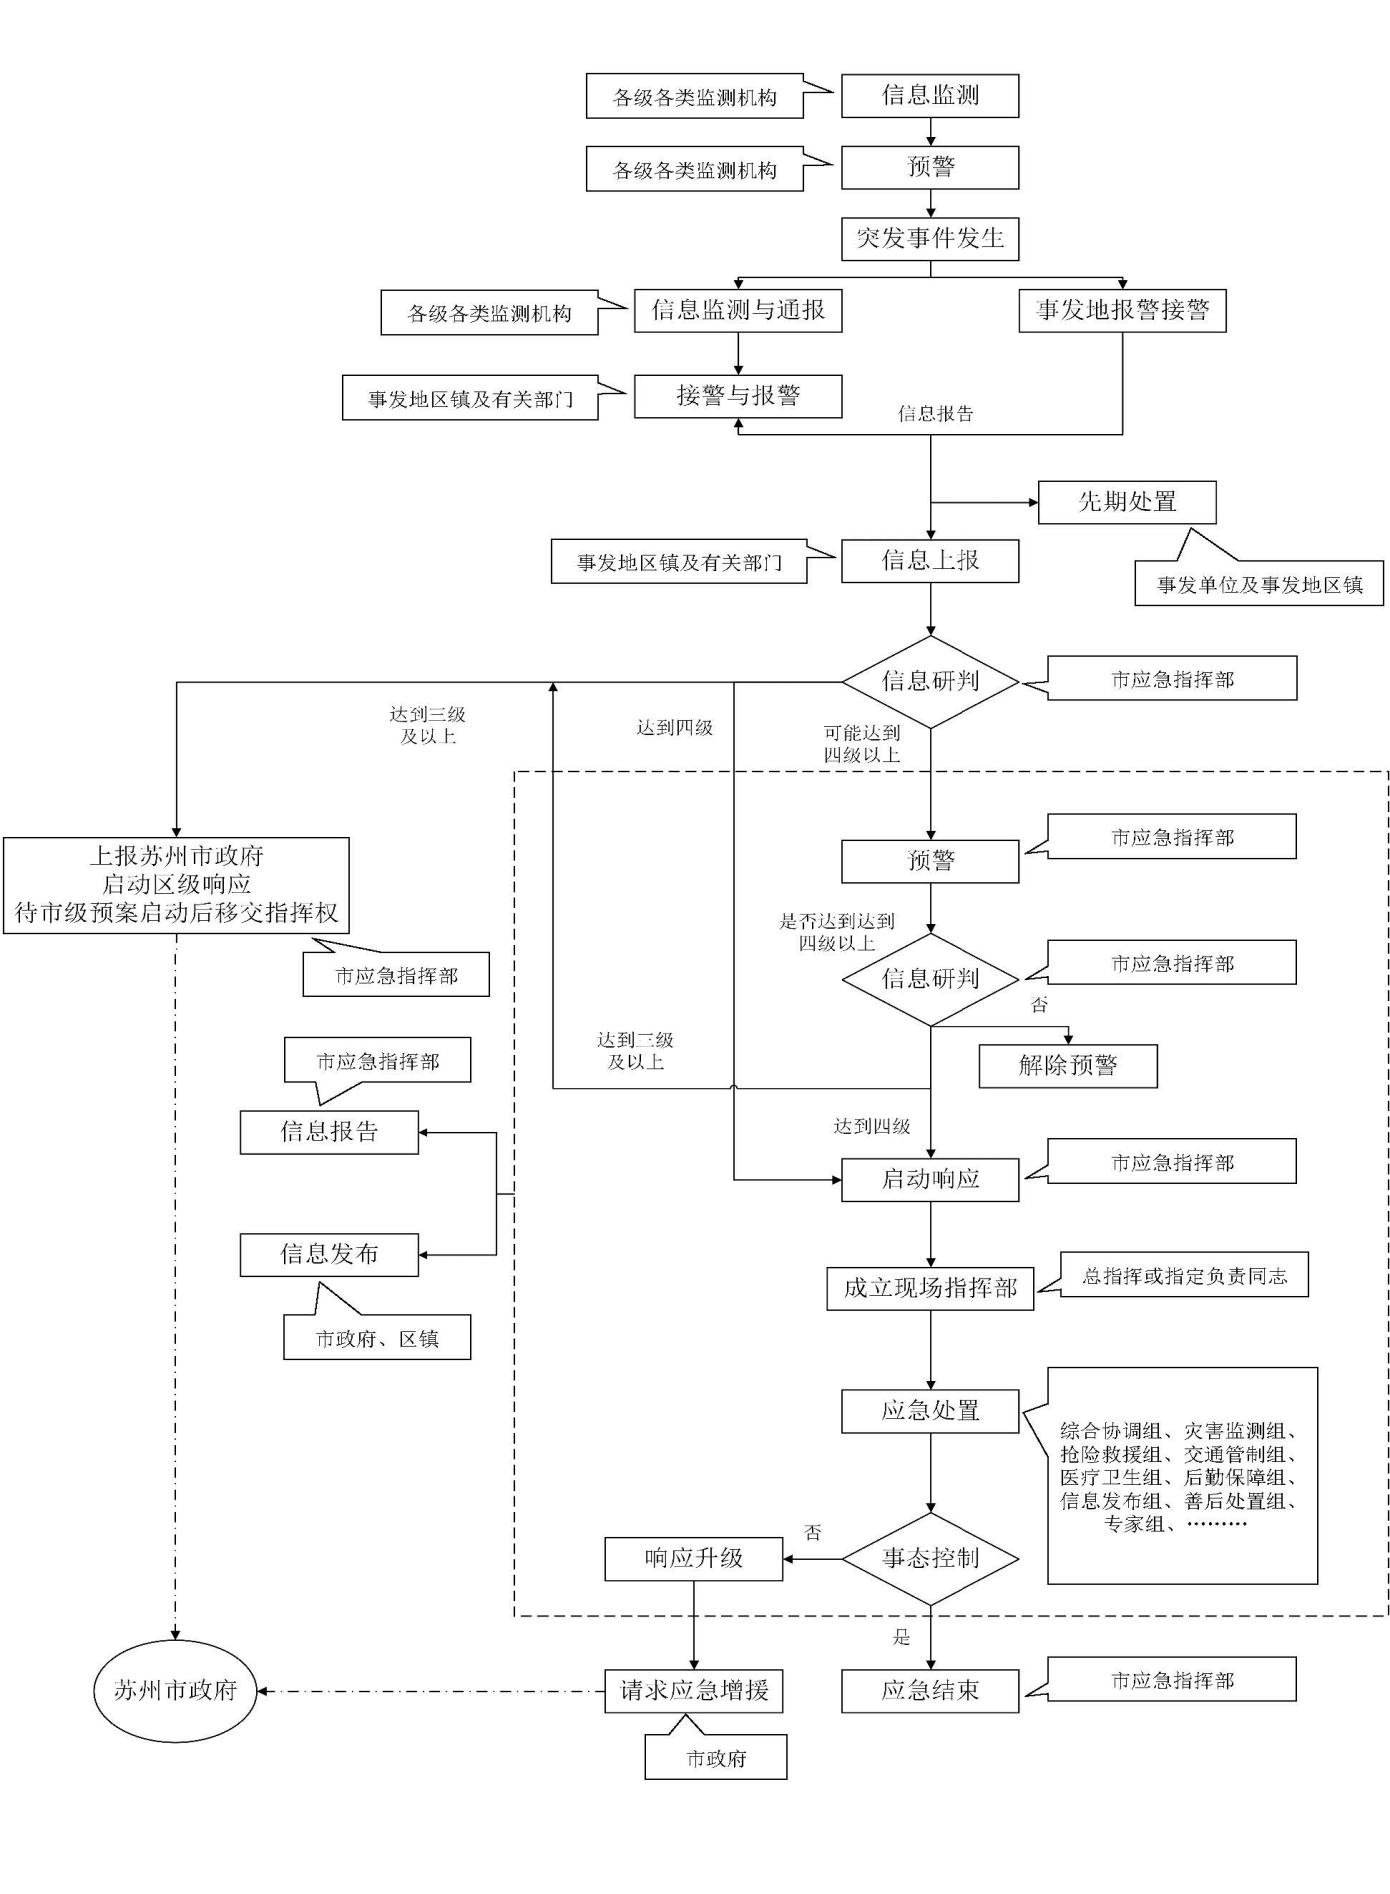 各级各类监测机构
信息监测
各级各类监测机构
预警
突发事件发生
各级各类监测机构
信息监测与通报
事发地报警接警
事发地区镇及有关部门
接警与报警
信息报告
先期处置
事发地区镇及有关部门
信息上报
事发单位及事发地区镇
信息研判
市应急指挥部
达到三级
及以上
达到四级
可能达到
四级以上
市应急指挥部
预警
上报苏州市政府
启动区级响应
待市级预案启动后移交指挥权
是否达到达到
四级以上
市应急指挥部
信息研判
市应急指挥部
否
达到三级
及以上
解除预警
市应急指挥部
信息报告
达到四级
市应急指挥部
启动响应
信息发布
总指挥或指定负责同志
成立现场指挥部
市政府、区镇
应急处置
综合协调组、灾害监测组、
抢险救援组、交通管制组、
医疗卫生组、后勤保障组、
信息发布组、善后处置组、
专家组、………
否
响应升级
事态控制
是
苏州市政府
请求应急增援
应急结束
市应急指挥部
市政府